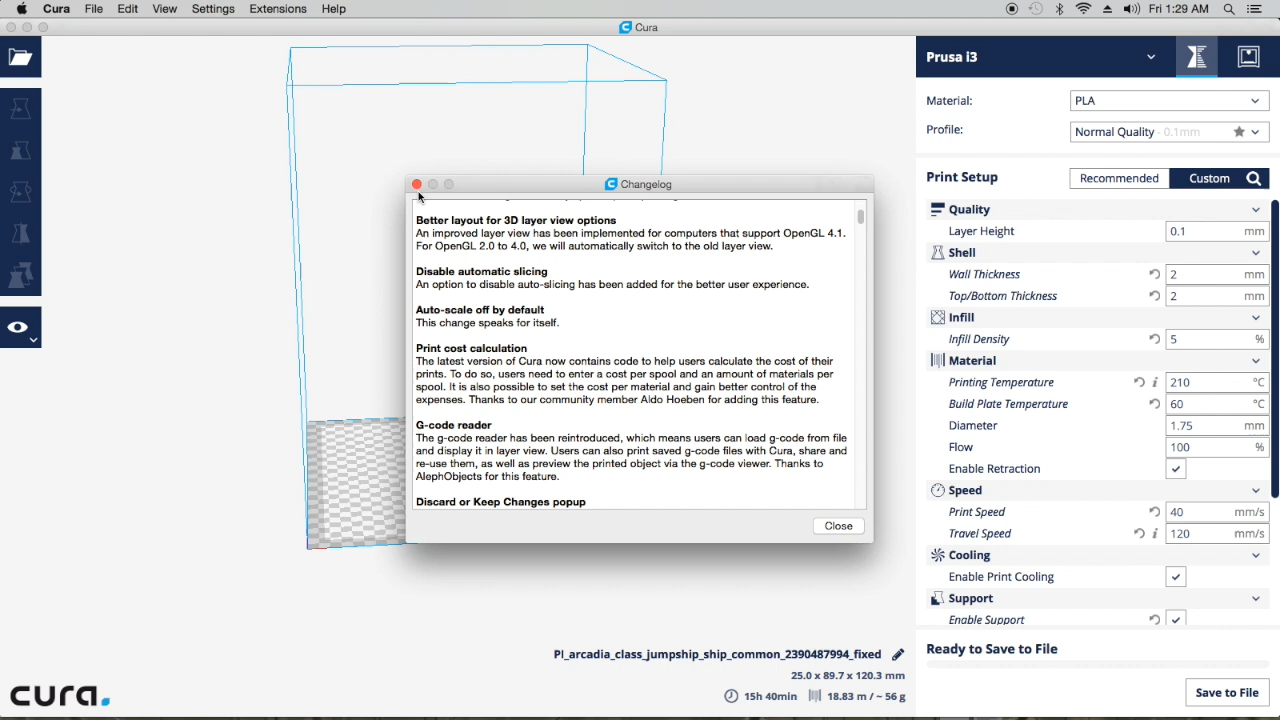 Cura File Edit View Settings Extensions Help Fri 1:29 AM
Cura
Prusa i3
Material: PLA
Profile: Normal Quality - 0.1mm
Print Setup Recommended Custom
Quality
Layer Height 0.1 mm
Shell
Wall Thickness 2 mm
Top/Bottom Thickness 2 mm
Infill
Infill Density 5 %
Material
Printing Temperature i 210 °C
Build Plate Temperature 60 °C
Diameter 1.75 mm
Flow 100 %
Enable Retraction
Speed
Print Speed 40 mm/s
Travel Speed i 120 mm/s
Cooling
Enable Print Cooling
Support
Enable Support
Ready to Save to File
Save to File
Changelog
Better layout for 3D layer view options
An improved layer view has been implemented for computers that support OpenGL 4.1.
For OpenGL 2.0 to 4.0, we will automatically switch to the old layer view.
Disable automatic slicing
An option to disable auto-slicing has been added for the better user experience.
Auto-scale off by default
This change speaks for itself.
Print cost calculation
The latest version of Cura now contains code to help users calculate the cost of their
prints. To do so, users need to enter a cost per spool and an amount of materials per
spool. It is also possible to set the cost per material and gain better control of the
expenses. Thanks to our community member Aldo Hoeben for adding this feature.
G-code reader
The g-code reader has been reintroduced, which means users can load g-code from file
and display it in layer view. Users can also print saved g-code files with Cura, share and
re-use them, as well as preview the printed object via the g-code viewer. Thanks to
AlephObjects for this feature.
Discard or Keep Changes popup
Close
PI_arcadia_class_jumpship_ship_common_2390487994_fixed
25.0 x 89.7 x 120.3 mm
15h 40min 18.83 m / ~ 56 g
cura.